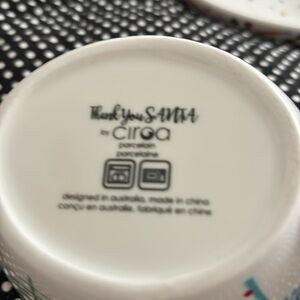 Thank You SANTA
by ciroa
porcelain
porcelaine
designed in australia, made in china
conçu en australie, fabriqué en chine